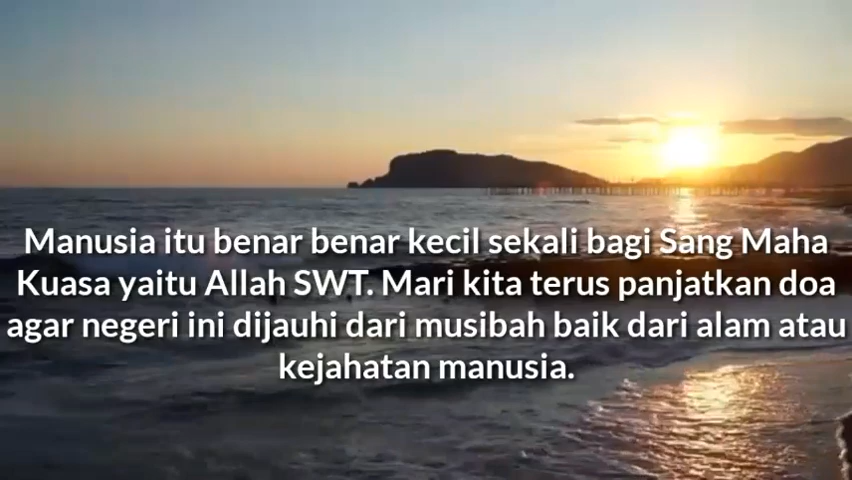 Manusia itu benar benar kecil sekali bagi Sang Maha
Kuasa yaitu Allah SWT. Mari kita terus panjatkan doa
agar negeri ini dijauhi dari musibah baik dari alam atau
kejahatan manusia.